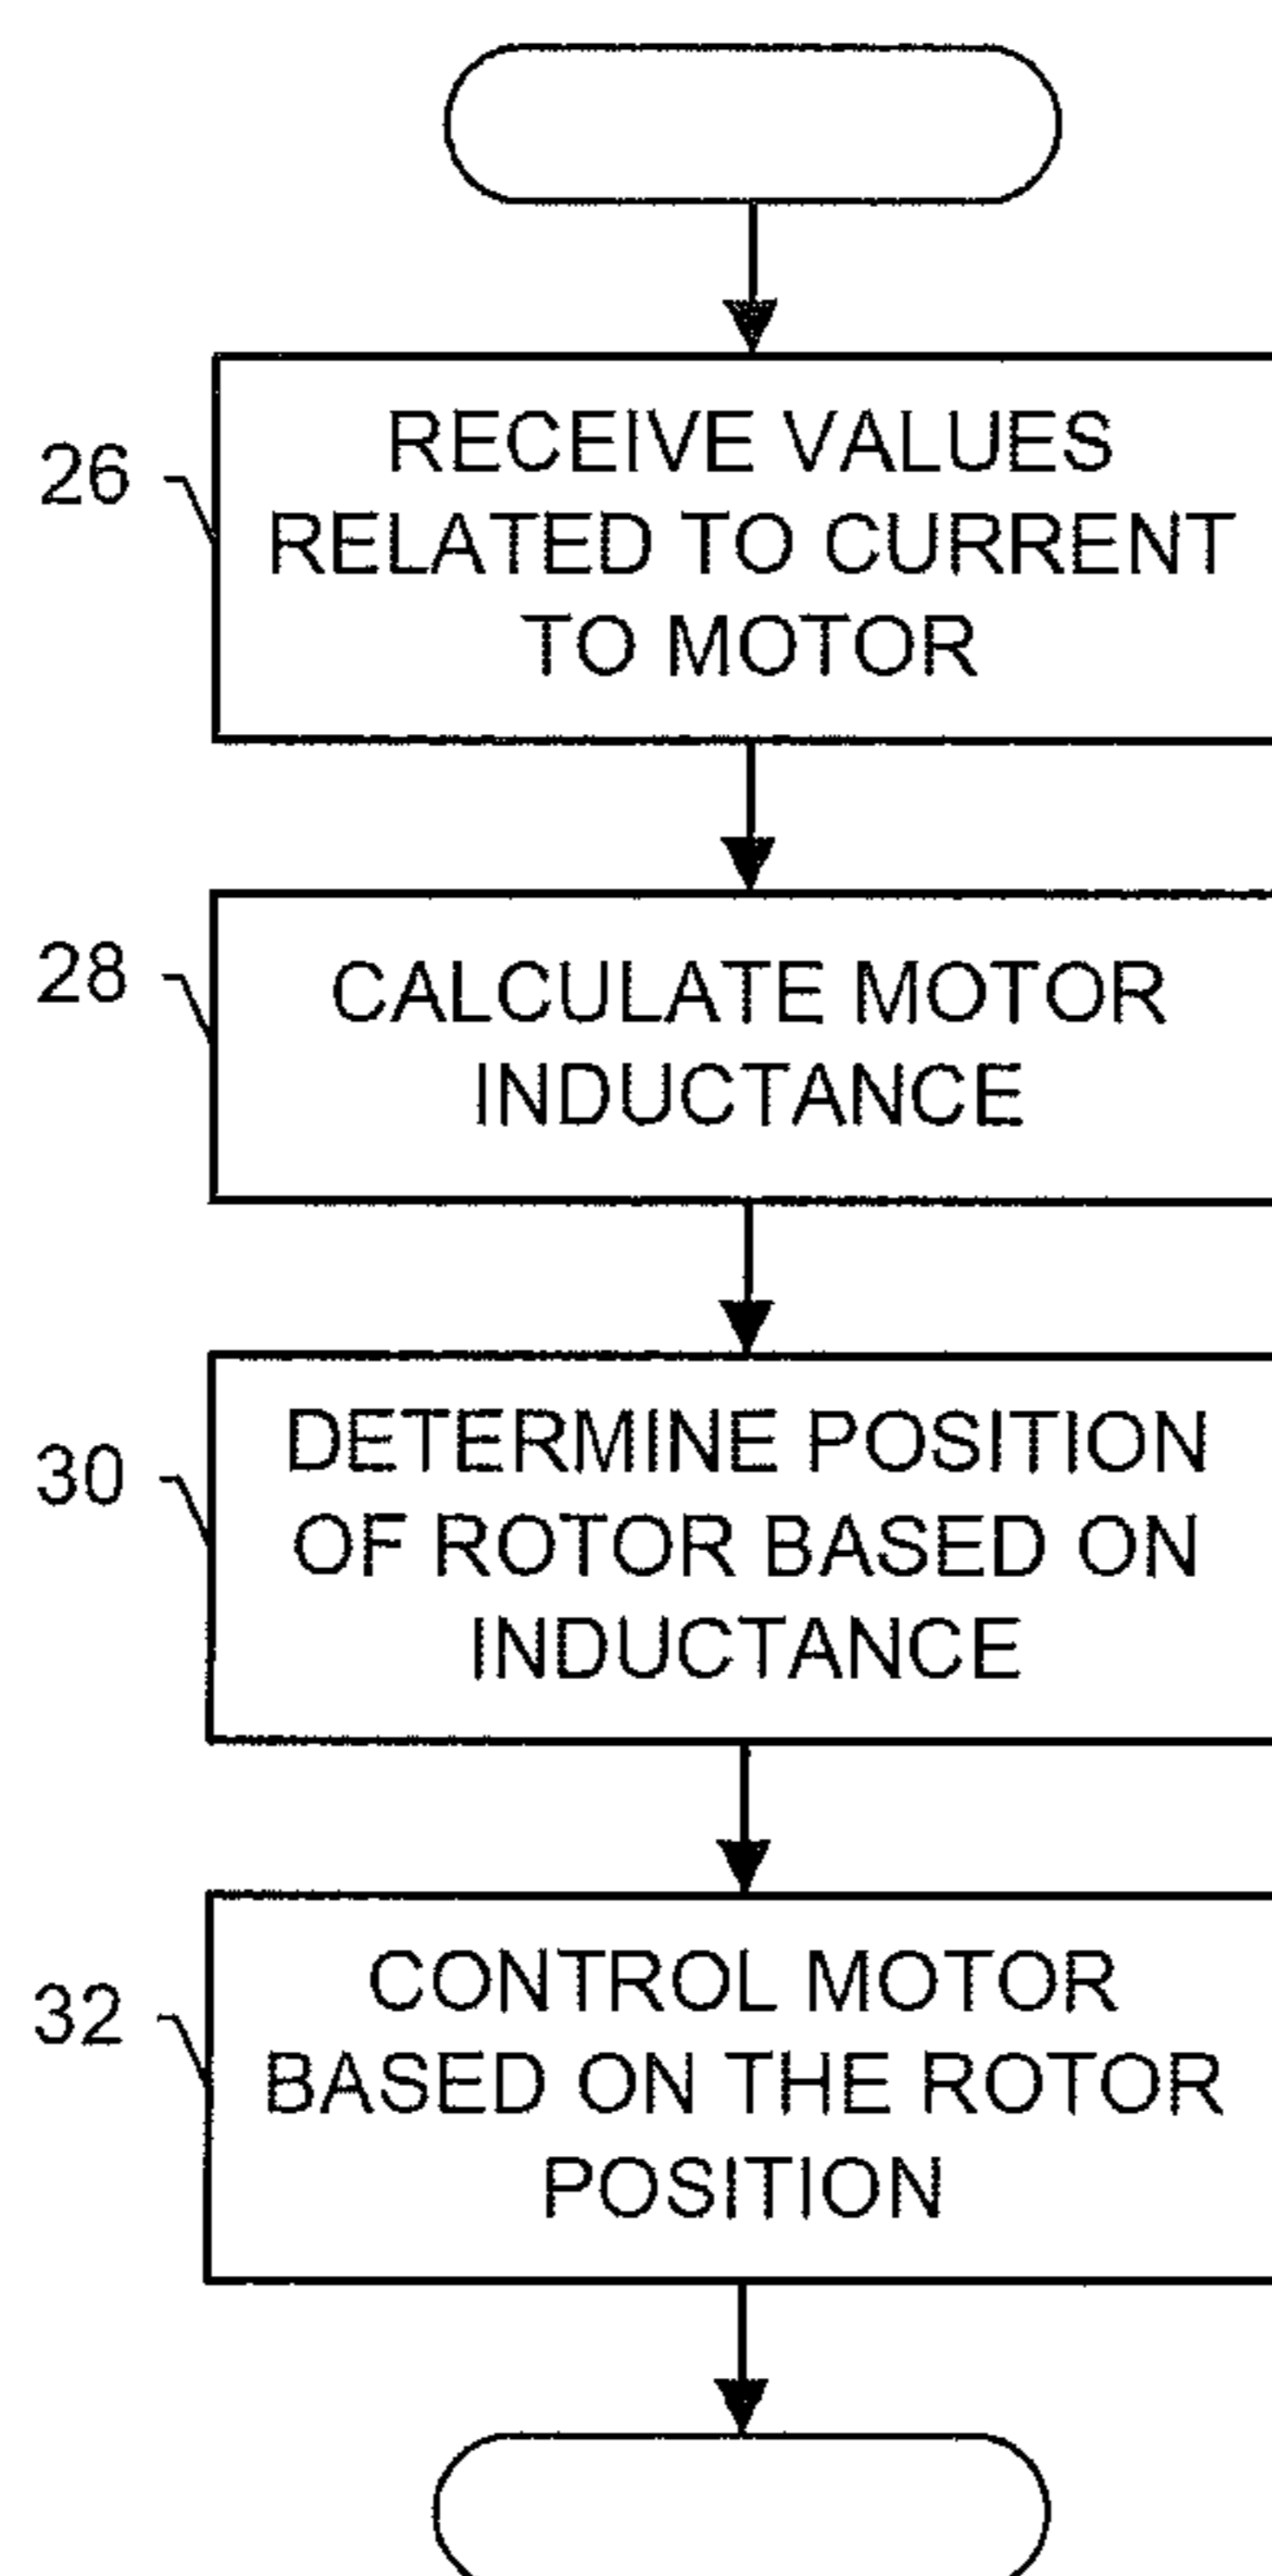 26
RECEIVE VALUES
RELATED TO CURRENT
TO MOTOR
28
CALCULATE MOTOR
INDUCTANCE
30
DETERMINE POSITION
OF ROTOR BASED ON
INDUCTANCE
32
CONTROL MOTOR
BASED ON THE ROTOR
POSITION